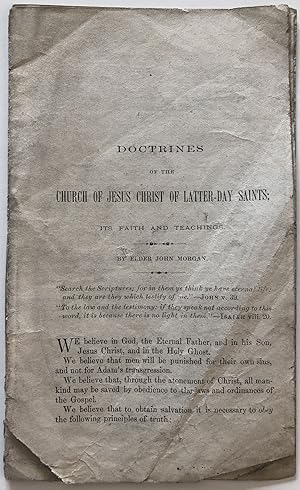 DOCTRINES
OF THE
CHURCH OF JESUS CHRIST OF LATTER-DAY SAINTS;
ITS FAITH AND TEACHINGS.
BY ELDER JOHN MORGAN.
"Search the Scriptures; for in them ye think ye have eternal life;
and they are they which testify of me."—JOHN v. 39.
"To the law and the testimony: if they speak not according to this
word, it is because there is no light in them."—ISAIAH viii. 20.
WE believe in God, the Eternal Father, and in his Son,
Jesus Christ, and in the Holy Ghost.
We believe that men will be punished for their own sins,
and not for Adam's transgression.
We believe that, through the atonement of Christ, all man-
kind may be saved by obedience to the laws and ordinances
of the Gospel.
We believe that to obtain salvation it is necessary to obey
the following principles of truth: